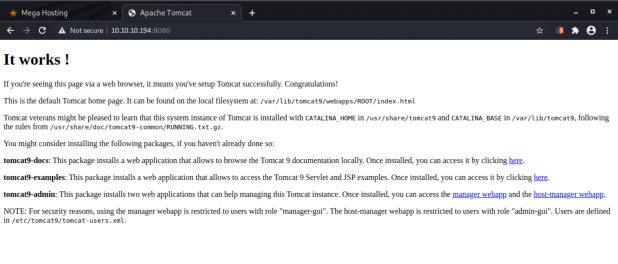 Mega Hosting
Apache Tomcat
Not secure | 10.10.10.194:8080
It works !
If you're seeing this page via a web browser, it means you've setup Tomcat successfully. Congratulations!
This is the default Tomcat home page. It can be found on the local filesystem at: /var/lib/tomcat9/webapps/ROOT/index.html
Tomcat veterans might be pleased to learn that this system instance of Tomcat is installed with CATALINA_HOME in /usr/share/tomcat9 and CATALINA_BASE in /var/lib/tomcat9, following
the rules from /usr/share/doc/tomcat9-common/RUNNING.txt.gz.
You might consider installing the following packages, if you haven't already done so:
tomcat9-docs: This package installs a web application that allows to browse the Tomcat 9 documentation locally. Once installed, you can access it by clicking here.
tomcat9-examples: This package installs a web application that allows to access the Tomcat 9 Servlet and JSP examples. Once installed, you can access it by clicking here.
tomcat9-admin: This package installs two web applications that can help managing this Tomcat instance. Once installed, you can access the manager webapp and the host-manager webapp.
NOTE: For security reasons, using the manager webapp is restricted to users with role "manager-gui". The host-manager webapp is restricted to users with role "admin-gui". Users are defined
in /etc/tomcat9/tomcat-users.xml.